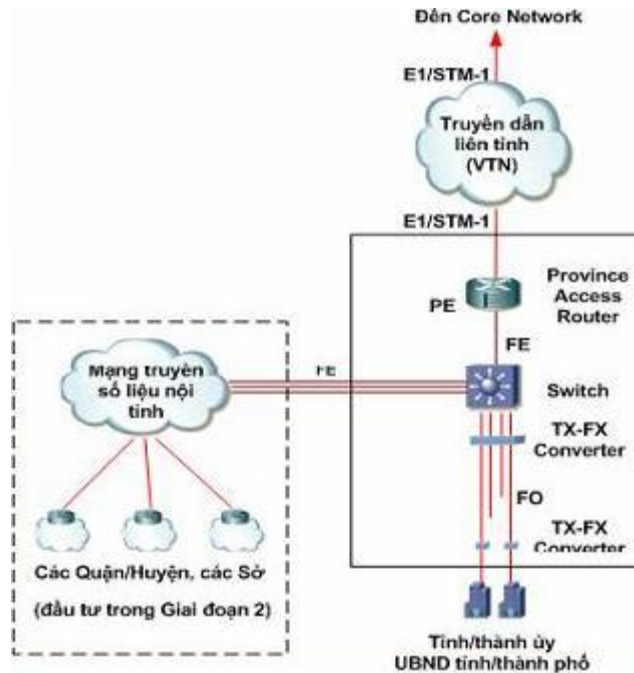 Đến Core Network
E1/STM-1
Truyền dẫn
liên tỉnh
(VTN)
E1/STM-1
Province
Access
Router
PE
FE
Mạng truyền
số liệu nội
tỉnh
FE
Switch
TX-FX
Converter
FO
TX-FX
Converter
Các Quận/Huyện, các Sở
(đầu tư trong Giai đoạn 2)
Tỉnh/thành ủy
UBND tỉnh/thành phố